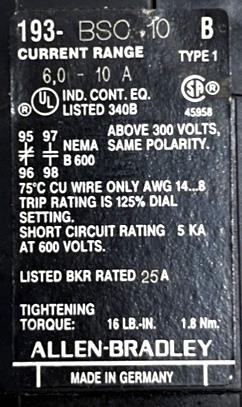 193- BSC 10 B
CURRENT RANGE TYPE 1
6,0 - 10 A
® UL ® IND. CONT. EQ. SA ®
LISTED 340B 45958
95 97 ABOVE 300 VOLTS,
NEMA SAME POLARITY.
B 600
96 98
75°C CU WIRE ONLY AWG 14...8
TRIP RATING IS 125% DIAL
SETTING.
SHORT CIRCUIT RATING 5 KA
AT 600 VOLTS.
LISTED BKR RATED 25A
TIGHTENING
TORQUE: 16 LB.-IN. 1.8 Nm.
ALLEN-BRADLEY
MADE IN GERMANY